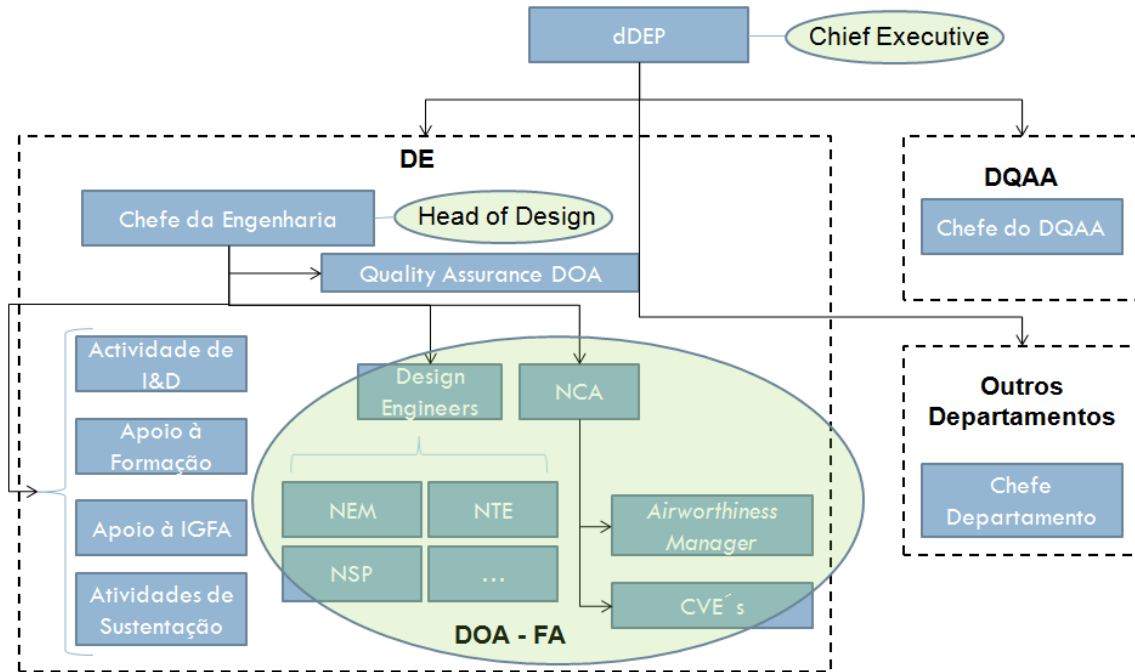 dDEP
Chief Executive
DE
DQAA
Chefe da Engenharia
Head of Design
Chefe do DQAA
Quality Assurance DOA
Actividade de
I&D
Design
Engineers
NCA
Outros
Departamentos
Apoio à
Formação
NEM
NTE
Airworthiness
Manager
Chefe
Departamento
Apoio à IGFA
NSP
...
Atividades de
Sustentação
CVE´s
DOA - FA